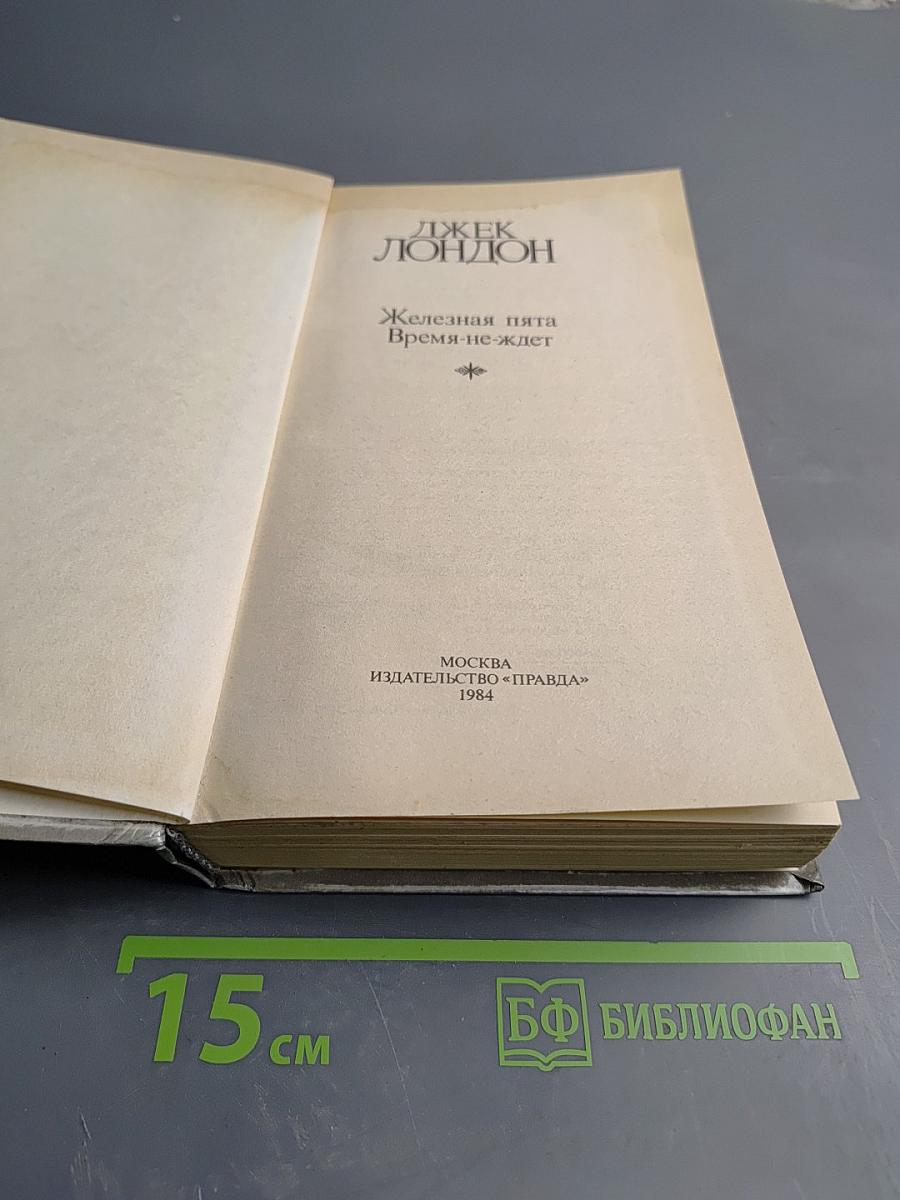 ДЖЕК
ЛОНДОН
Железная пята
Время-не-ждет
МОСКВА
ИЗДАТЕЛЬСТВО «ПРАВДА»
1984
15 см
БФ БИБЛИОФАН